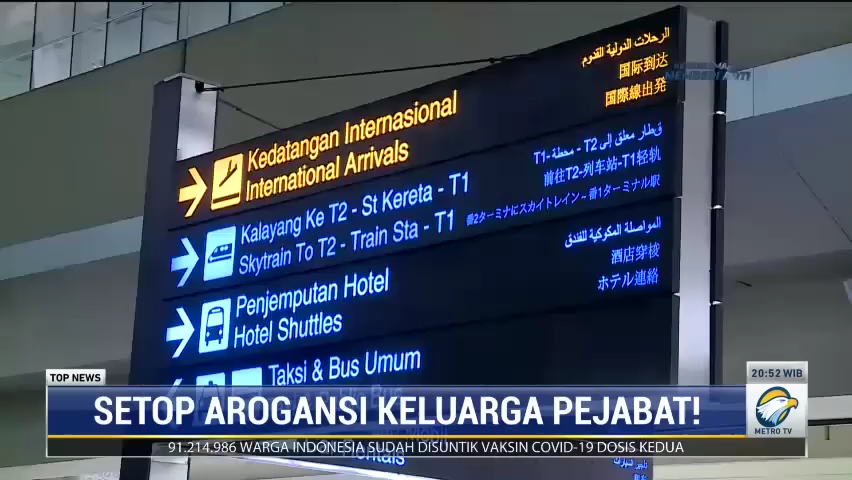 الرحلات الدولية القدوم
国际到达
国際線出発
Kedatangan Internasional
International Arrivals
قطار معلق إلى T2 - محطة -T1
前往T2-列车站-T1轻轨
番2ターミナにスカイトレイン~番1ターミナル駅
Kalayang Ke T2 - St Kereta - T1
Skytrain To T2 - Train Sta - T1
المواصلة المكوكية للفندق
酒店穿梭
ホテル連絡
Penjemputan Hotel
Hotel Shuttles
Taksi & Bus Umum
TOP NEWS
20:52 WIB
SETOP AROGANSI KELUARGA PEJABAT!
METRO TV
91.214.986 WARGA INDONESIA SUDAH DISUNTIK VAKSIN COVID-19 DOSIS KEDUA